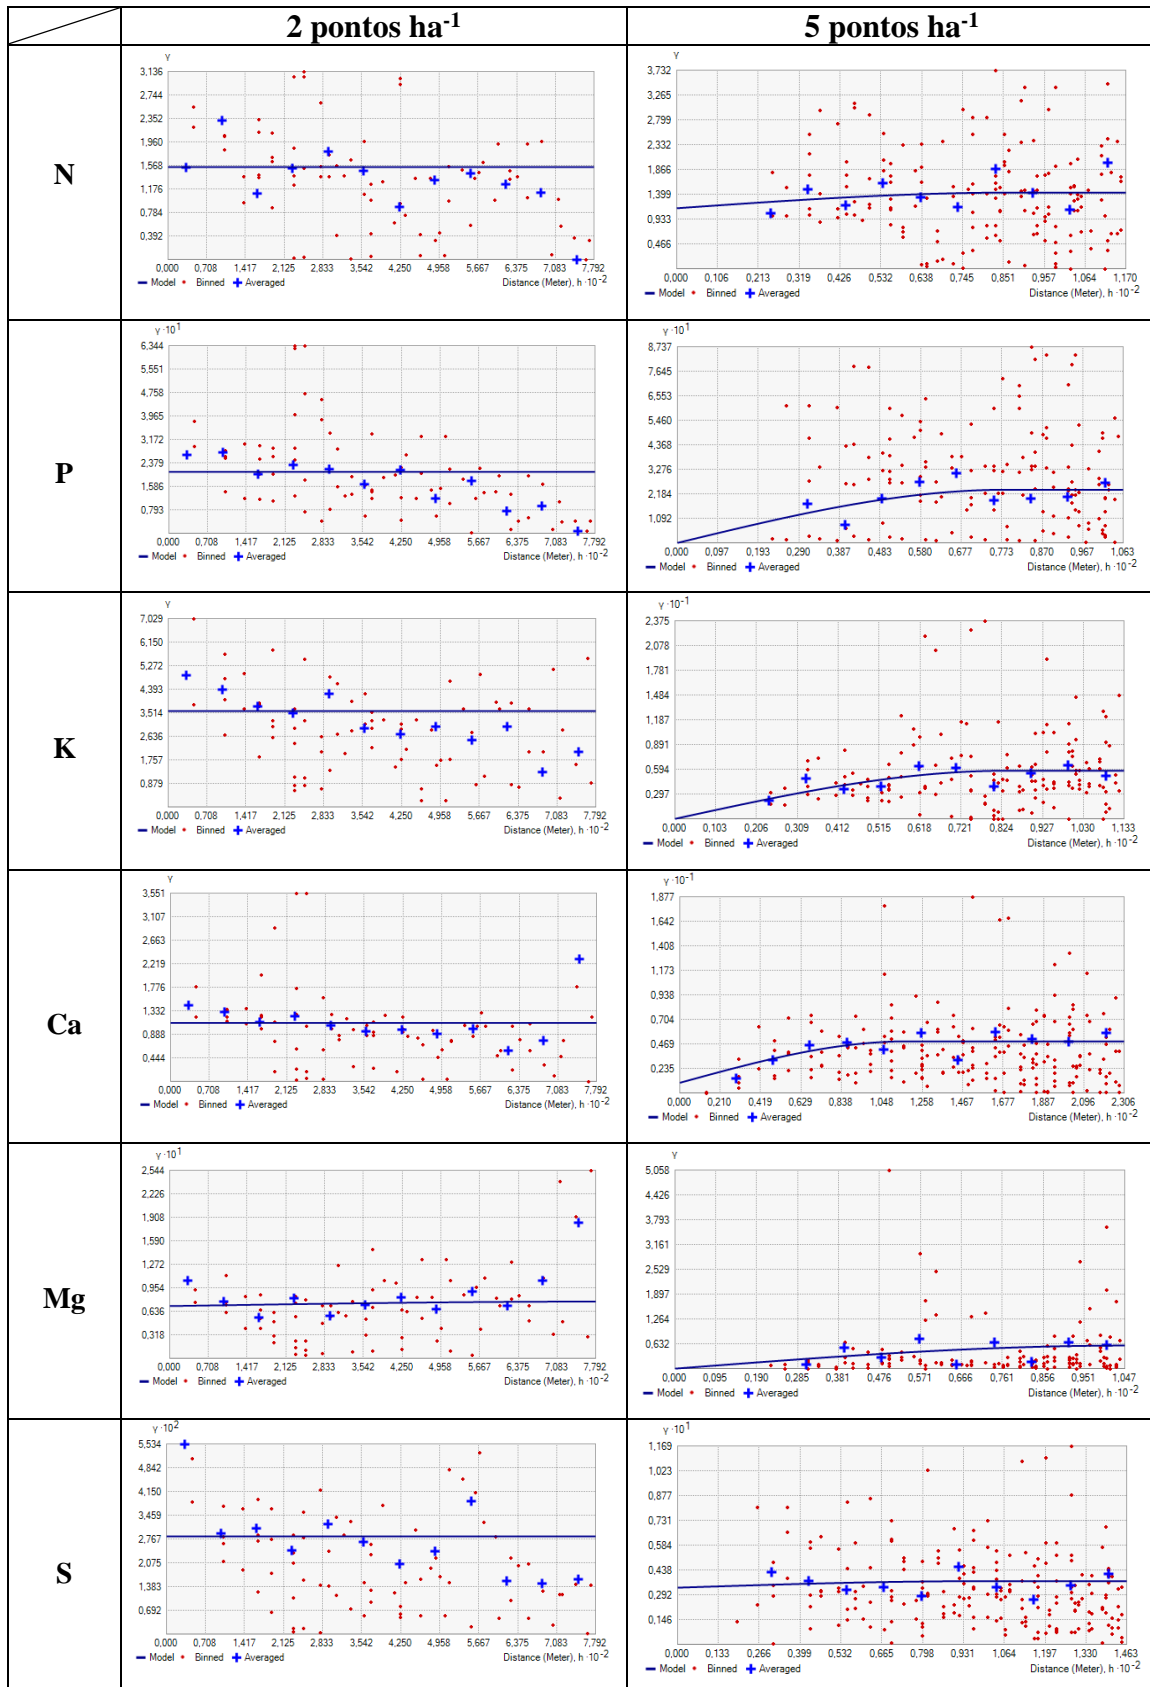 2 pontos ha-1
5 pontos ha-1
N
γ
3,136
2,744
2,352
1,960
1,568
1,176
0,784
0,392
0,000 0,708 1,417 2,125 2,833 3,542 4,250 4,958 5,667 6,375 7,083 7,792
Distance (Meter), h ·10-2
Model Binned Averaged
3,732
3,265
2,799
2,332
1,866
1,399
0,933
0,466
0,000 0,106 0,213 0,319 0,426 0,532 0,638 0,745 0,851 0,957 1,064 1,170
Distance (Meter), h ·10-2
Model Binned Averaged
P
γ ·101
6,344
5,551
4,758
3,965
3,172
2,379
1,586
0,793
0,000 0,708 1,417 2,125 2,833 3,542 4,250 4,958 5,667 6,375 7,083 7,792
Distance (Meter), h ·10-2
Model Binned Averaged
γ ·101
8,737
7,645
6,553
5,460
4,368
3,276
2,184
1,092
0,000 0,097 0,193 0,290 0,387 0,483 0,580 0,677 0,773 0,870 0,967 1,063
Distance (Meter), h ·10-2
Model Binned Averaged
K
γ
7,029
6,150
5,272
4,393
3,514
2,636
1,757
0,879
0,000 0,708 1,417 2,125 2,833 3,542 4,250 4,958 5,667 6,375 7,083 7,792
Distance (Meter), h ·10-2
Model Binned Averaged
γ ·10-1
2,375
2,078
1,781
1,484
1,187
0,891
0,594
0,297
0,000 0,103 0,206 0,309 0,412 0,515 0,618 0,721 0,824 0,927 1,030 1,133
Distance (Meter), h ·10-2
Model Binned Averaged
Ca
γ
3,551
3,107
2,663
2,219
1,776
1,332
0,888
0,444
0,000 0,708 1,417 2,125 2,833 3,542 4,250 4,958 5,667 6,375 7,083 7,792
Distance (Meter), h ·10-2
Model Binned Averaged
γ ·10-1
1,877
1,642
1,408
1,173
0,938
0,704
0,469
0,235
0,000 0,210 0,419 0,629 0,838 1,048 1,258 1,467 1,677 1,887 2,096 2,306
Distance (Meter), h ·10-2
Model Binned Averaged
Mg
γ ·101
2,544
2,226
1,908
1,590
1,272
0,954
0,636
0,318
0,000 0,708 1,417 2,125 2,833 3,542 4,250 4,958 5,667 6,375 7,083 7,792
Distance (Meter), h ·10-2
Model Binned Averaged
γ
5,058
4,426
3,793
3,161
2,529
1,897
1,264
0,632
0,000 0,095 0,190 0,285 0,381 0,476 0,571 0,666 0,761 0,856 0,951 1,047
Distance (Meter), h ·10-2
Model Binned Averaged
S
γ ·102
5,534
4,842
4,150
3,459
2,767
2,075
1,383
0,692
0,000 0,708 1,417 2,125 2,833 3,542 4,250 4,958 5,667 6,375 7,083 7,792
Distance (Meter), h ·10-2
Model Binned Averaged
γ ·101
1,169
1,023
0,877
0,731
0,585
0,438
0,292
0,146
0,000 0,133 0,266 0,399 0,532 0,665 0,798 0,931 1,064 1,197 1,330 1,463
Distance (Meter), h ·10-2
Model Binned Averaged